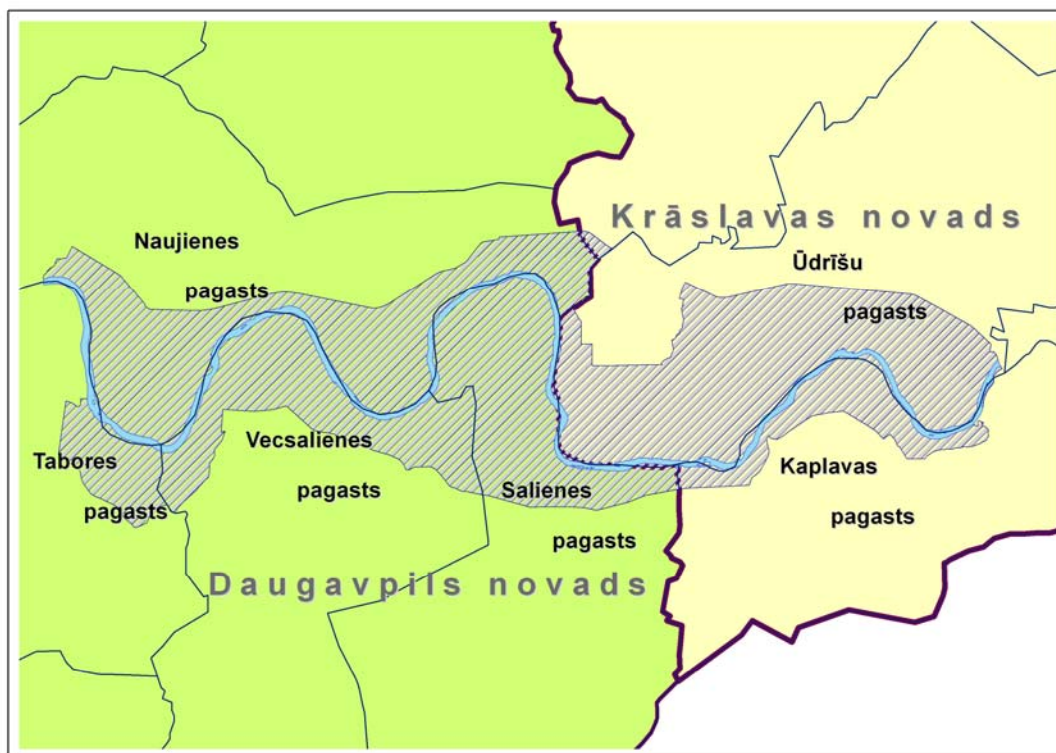 Krāslavas novads
Naujienes
pagasts
Ūdrīšu
pagasts
Vecsalienes
pagasts
Tabores
pagasts
Salienes
pagasts
Kaplavas
pagasts
Daugavpils novads